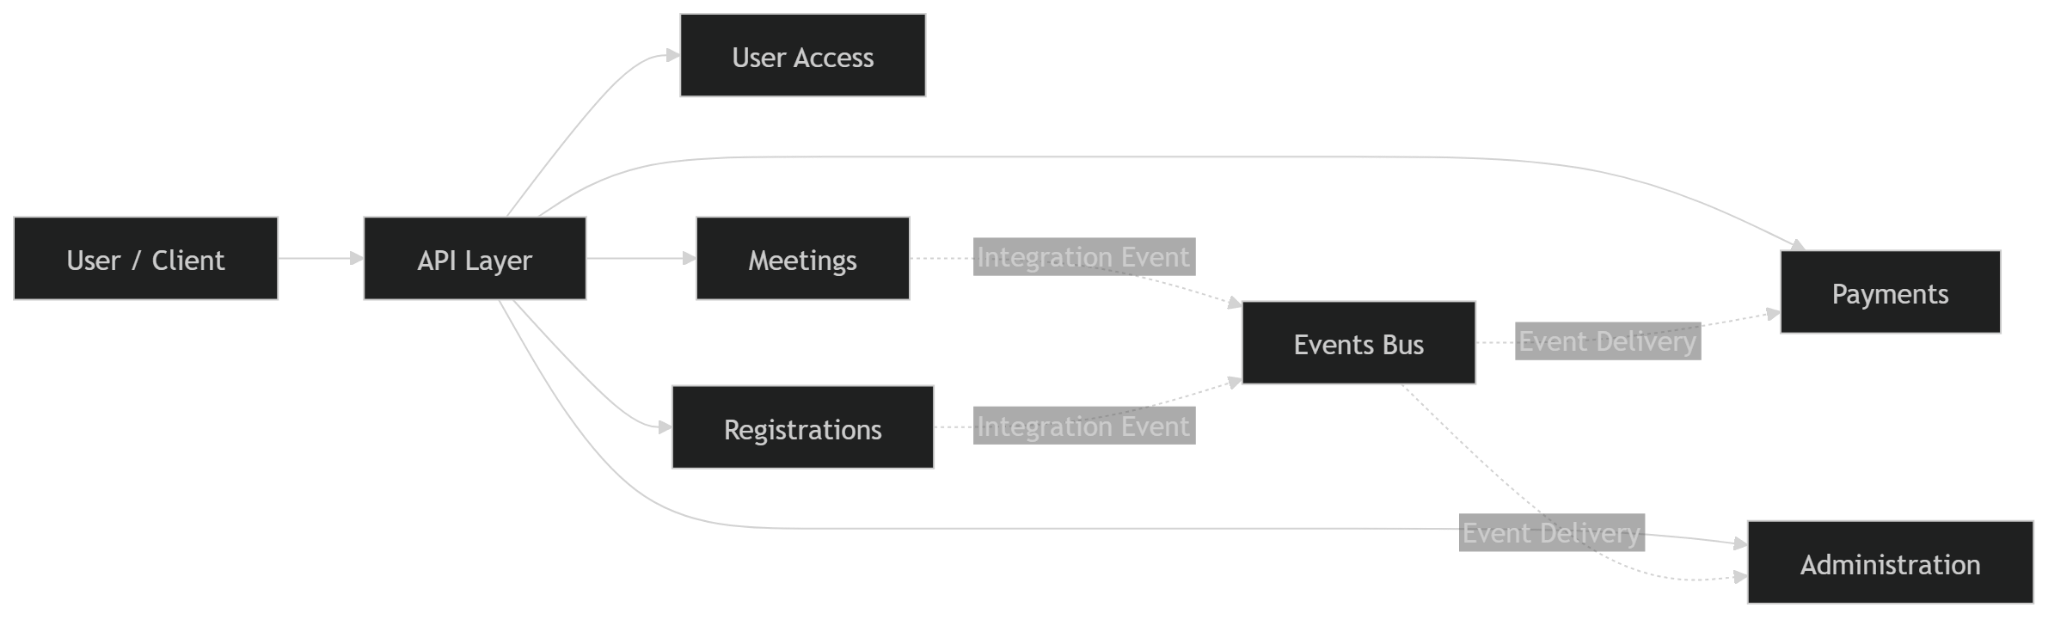 User Access
User / Client
API Layer
Meetings
Integration Event
Payments
Events Bus
Event Delivery
Registrations
Integration Event
Event Delivery
Administration